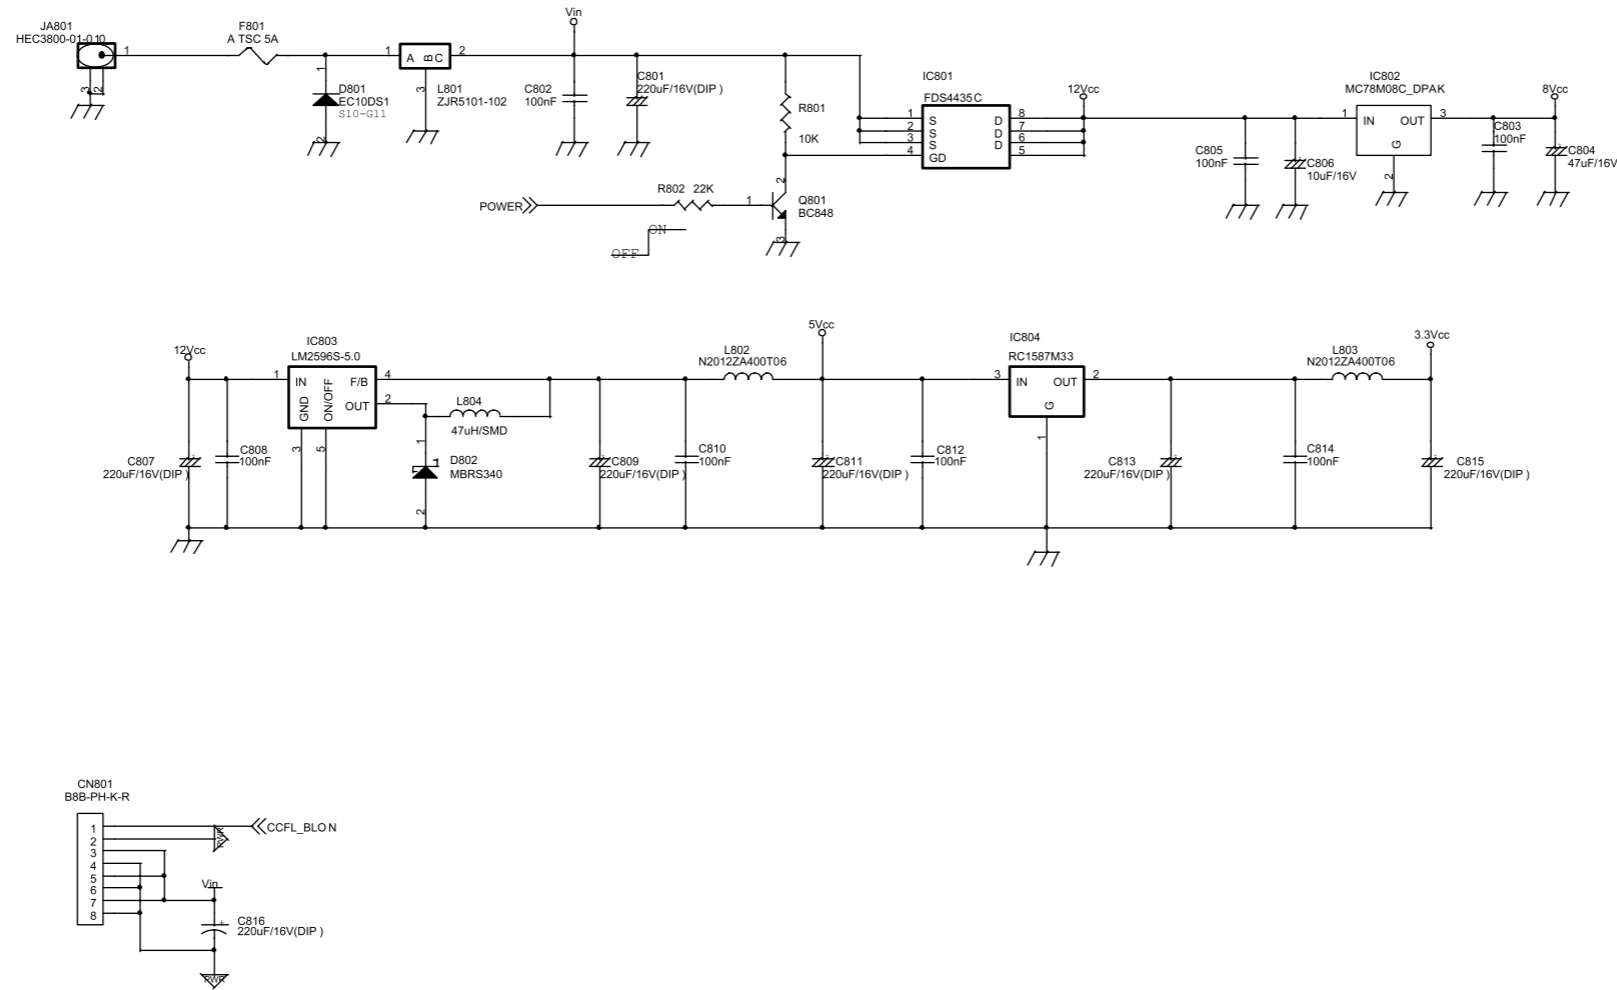 JA801
HEC3800-01-010
1
3
2
F801
A TSC 5A
1
D801
EC10DS1
S10-G11
2
1
A
B C
2
3
L801
ZJR5101-102
Vin
C802
100nF
C801
220uF/16V(DIP )
R801
10K
IC801
FDS4435C
1
2
3
4
S
S
S
GD
D
D
D
8
7
6
5
12Vcc
POWER
R802 22K
1
2
3
Q801
BC848
ON
OFF
C805
100nF
C806
10uF/16V
IC802
MC78M08C_DPAK
1
IN
OUT
3
G
2
8Vcc
C803
100nF
C804
47uF/16V
12Vcc
IC803
LM2596S-5.0
1
IN
F/B
4
OUT
2
GND
ON/OFF
3
5
C807
220uF/16V(DIP )
C808
100nF
L804
47uH/SMD
1
D802
MBRS340
2
C809
220uF/16V(DIP )
C810
100nF
L802
N2012ZA400T06
5Vcc
C811
220uF/16V(DIP )
C812
100nF
IC804
RC1587M33
3
IN
OUT
2
G
1
C813
220uF/16V(DIP )
C814
100nF
L803
N2012ZA400T06
3.3Vcc
C815
220uF/16V(DIP )
CN801
B8B-PH-K-R
1
2
3
4
5
6
7
8
CCFL_BLON
PWR
Vin
C816
220uF/16V(DIP )
PWR